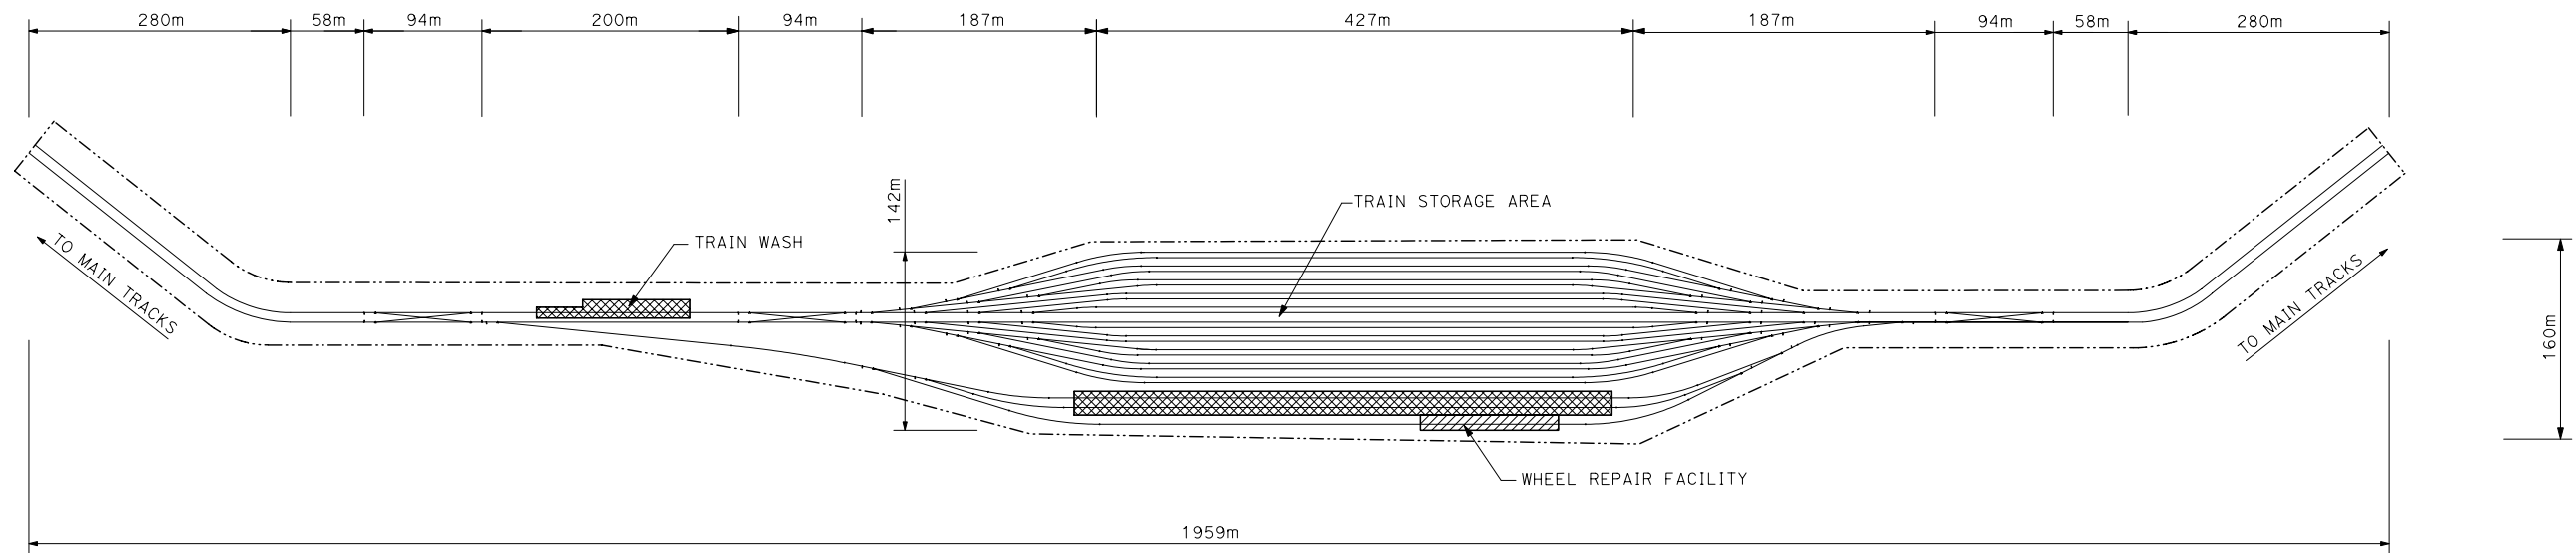 280m
58m
94m
200m
94m
187m
427m
187m
94m
58m
280m
142m
TRAIN STORAGE AREA
TRAIN WASH
TO MAIN TRACKS
TO MAIN TRACKS
160m
WHEEL REPAIR FACILITY
1959m